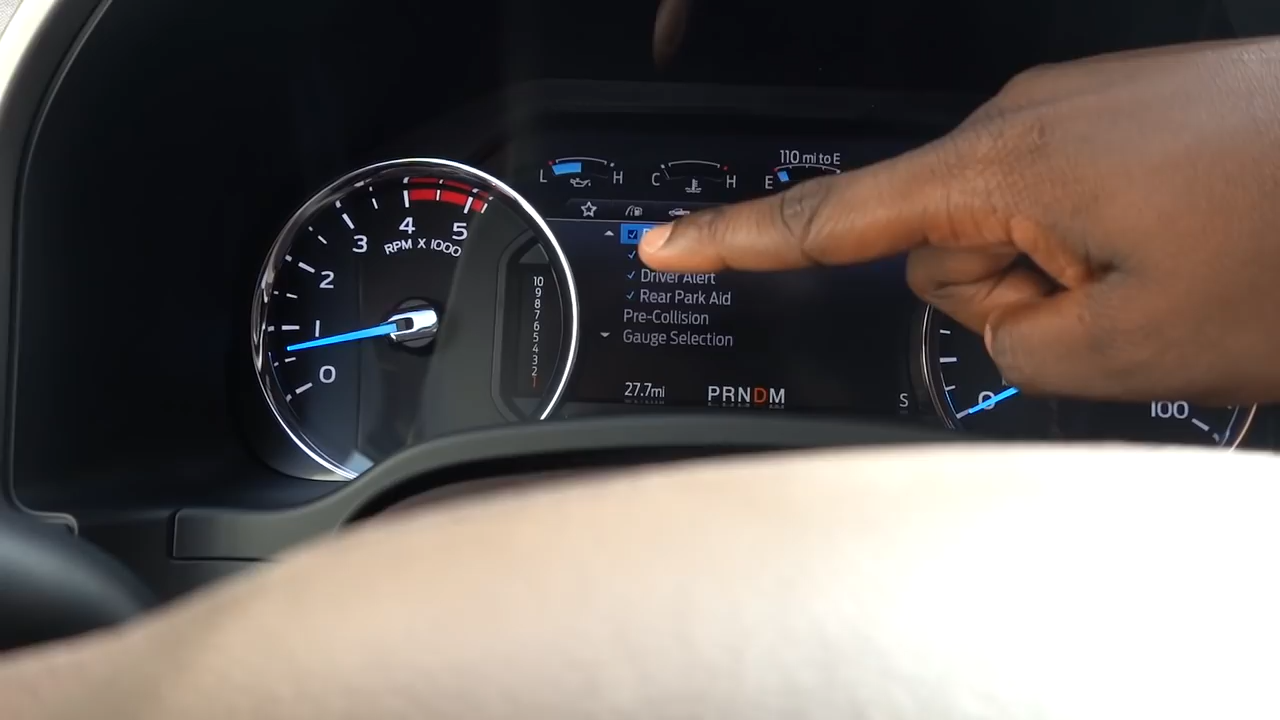 110 mi to E
L H C H E
Driver Alert
Rear Park Aid
Pre-Collision
Gauge Selection
27.7mi
PRNDM
S
0
1
2
3
4
5
RPM X 1000
10
9
8
7
6
5
4
3
2
1
0
100